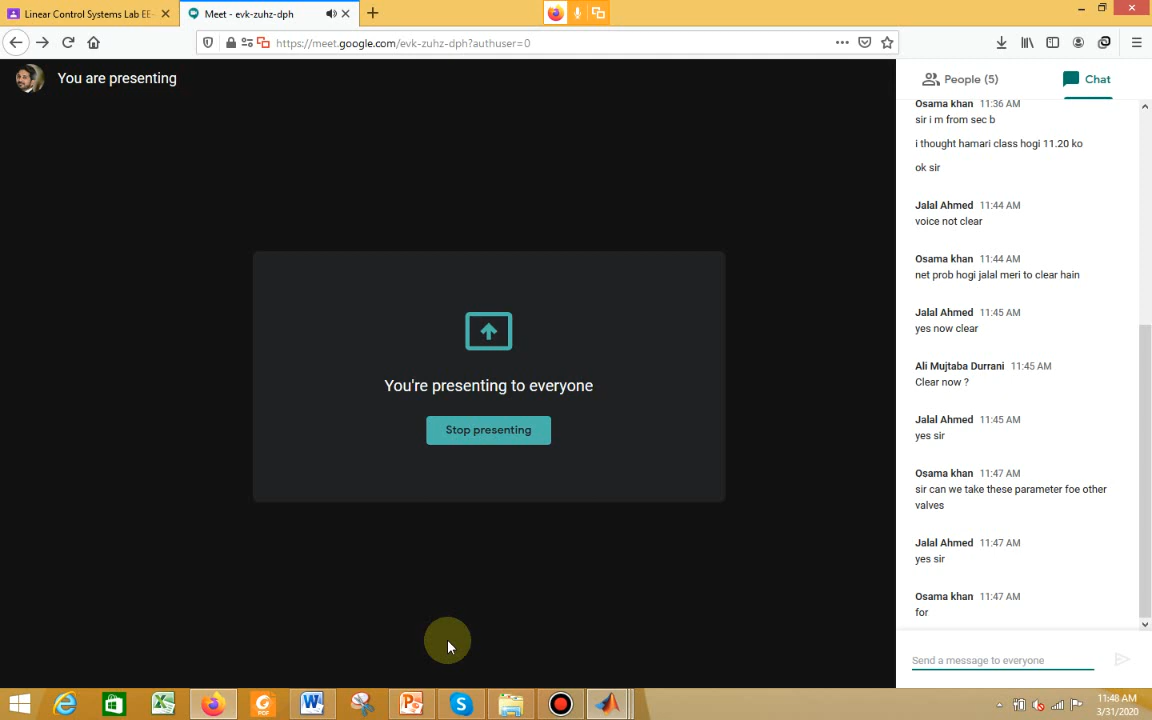 Linear Control Systems Lab EE-
Meet - evk-zuhz-dph
https://meet.google.com/evk-zuhz-dph?authuser=0
You are presenting
People (5)
Chat
Osama khan 11:36 AM
sir i m from sec b
i thought hamari class hogi 11.20 ko
ok sir
Jalal Ahmed 11:44 AM
voice not clear
Osama khan 11:44 AM
net prob hogi jalal meri to clear hain
Jalal Ahmed 11:45 AM
yes now clear
Ali Mujtaba Durrani 11:45 AM
Clear now ?
Jalal Ahmed 11:45 AM
yes sir
Osama khan 11:47 AM
sir can we take these parameter foe other
valves
Jalal Ahmed 11:47 AM
yes sir
Osama khan 11:47 AM
for
You're presenting to everyone
Stop presenting
Send a message to everyone
11:48 AM
3/31/2020